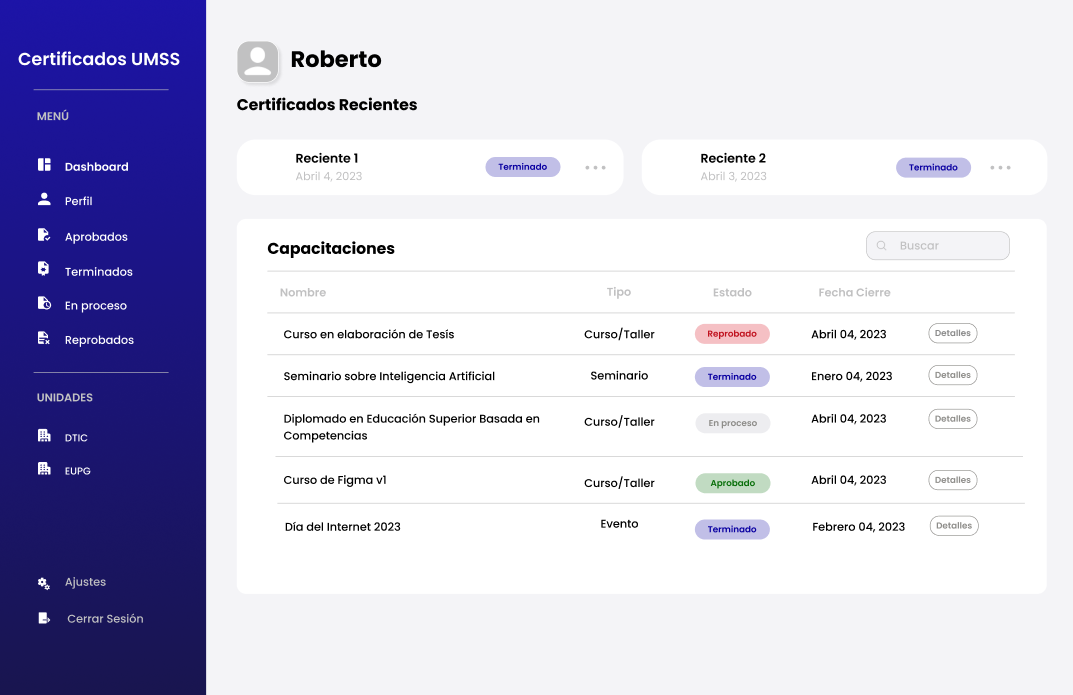 Certificados UMSS
MENÚ
Dashboard
Perfil
Aprobados
Terminados
En proceso
Reprobados
UNIDADES
DTIC
EUPG
Ajustes
Cerrar Sesión
Roberto
Certificados Recientes
Reciente 1
Abril 4, 2023
Terminado
Reciente 2
Abril 3, 2023
Terminado
Capacitaciones
Buscar
Nombre Tipo Estado Fecha Cierre
Curso en elaboración de Tesís Curso/Taller Reprobado Abril 04, 2023 Detalles
Seminario sobre Inteligencia Artificial Seminario Terminado Enero 04, 2023 Detalles
Diplomado en Educación Superior Basada en
Competencias Curso/Taller En proceso Abril 04, 2023 Detalles
Curso de Figma v1 Curso/Taller Aprobado Abril 04, 2023 Detalles
Día del Internet 2023 Evento Terminado Febrero 04, 2023 Detalles